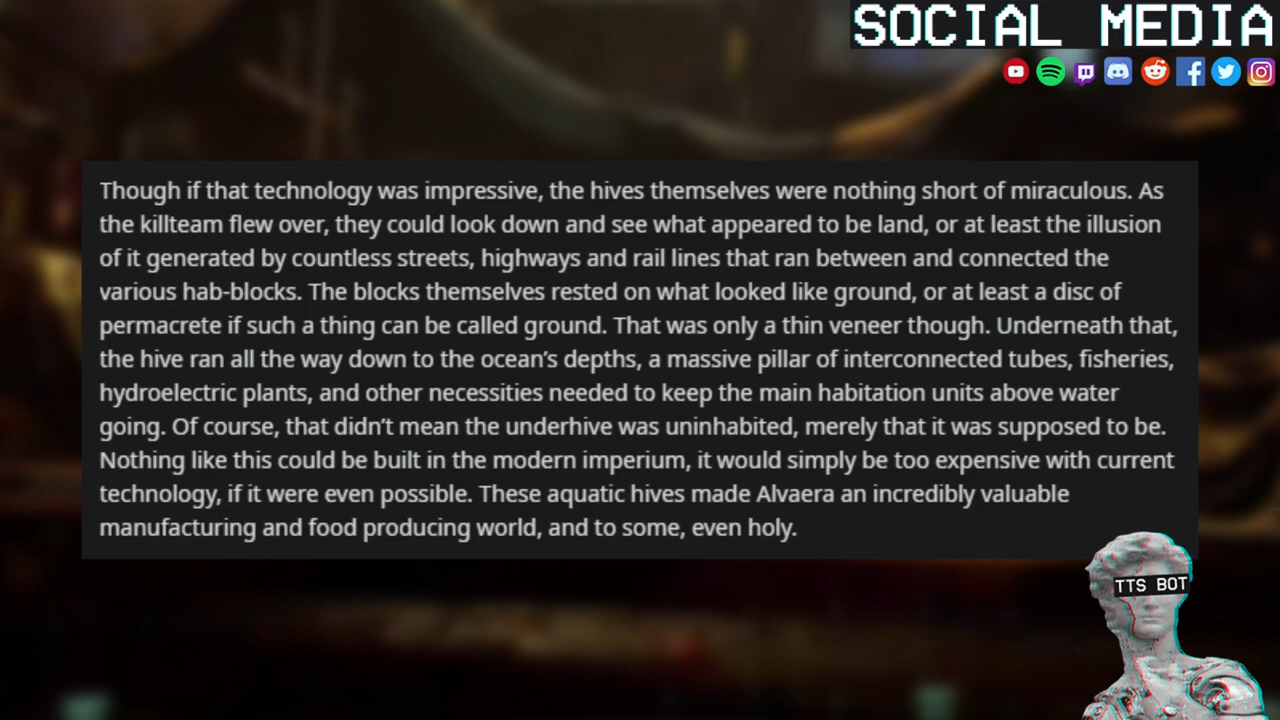 SOCIAL MEDIA
Though if that technology was impressive, the hives themselves were nothing short of miraculous. As
the killteam flew over, they could look down and see what appeared to be land, or at least the illusion
of it generated by countless streets, highways and rail lines that ran between and connected the
various hab-blocks. The blocks themselves rested on what looked like ground, or at least a disc of
permacrete if such a thing can be called ground. That was only a thin veneer though. Underneath that,
the hive ran all the way down to the ocean’s depths, a massive pillar of interconnected tubes, fisheries,
hydroelectric plants, and other necessities needed to keep the main habitation units above water
going. Of course, that didn’t mean the underhive was uninhabited, merely that it was supposed to be.
Nothing like this could be built in the modern imperium, it would simply be too expensive with current
technology, if it were even possible. These aquatic hives made Alvaera an incredibly valuable
manufacturing and food producing world, and to some, even holy.
TTS BOT